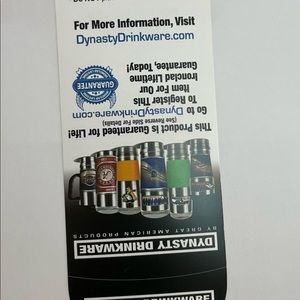 For More Information, Visit
DynastyDrinkware.com
DYNASTY DRINKWARE
BY GREAT AMERICAN PRODUCTS
This Product is Guaranteed for Life!
(See Reverse Side For Details)
Go to DynastyDrinkware.com
To Register This
Item For Our
Ironclad Lifetime
Guarantee, Today!
GUARANTEE